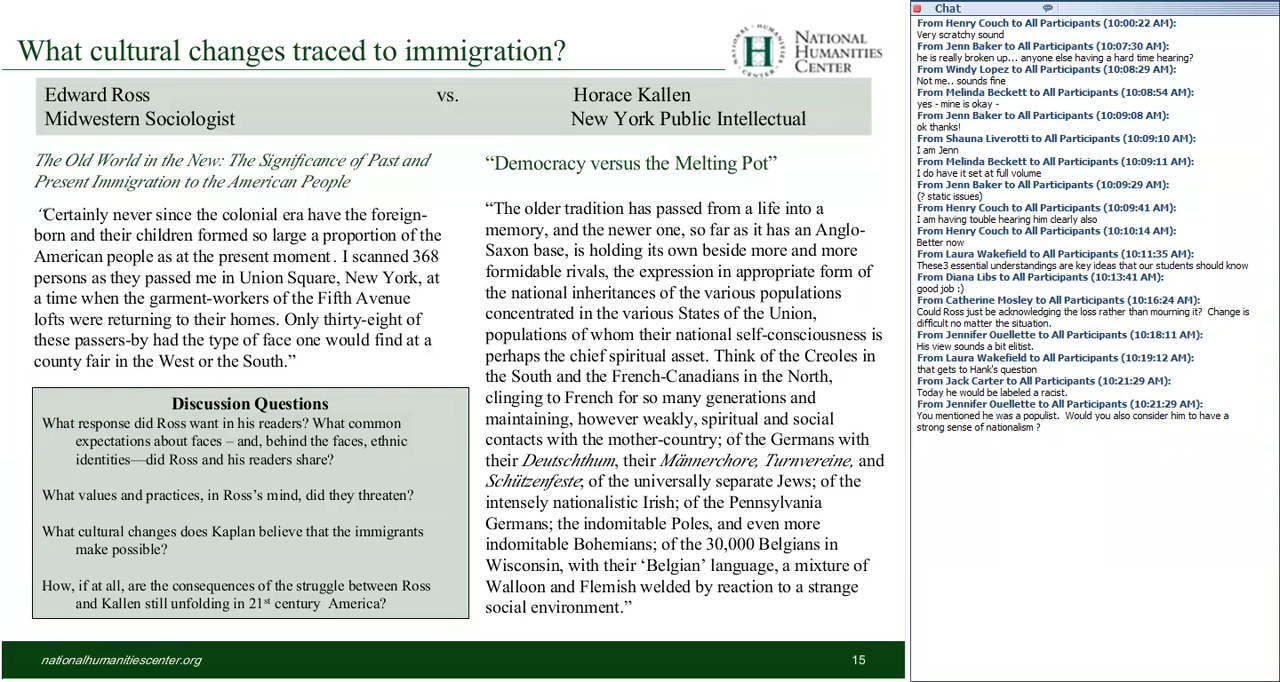 What cultural changes traced to immigration?
NATIONAL
HUMANITIES
CENTER
Edward Ross vs. Horace Kallen
Midwestern Sociologist New York Public Intellectual
The Old World in the New: The Significance of Past and
Present Immigration to the American People
“Certainly never since the colonial era have the foreign-
born and their children formed so large a proportion of the
American people as at the present moment . I scanned 368
persons as they passed me in Union Square, New York, at
a time when the garment-workers of the Fifth Avenue
lofts were returning to their homes. Only thirty-eight of
these passers-by had the type of face one would find at a
county fair in the West or the South.”
Discussion Questions
What response did Ross want in his readers? What common
expectations about faces – and, behind the faces, ethnic
identities—did Ross and his readers share?
What values and practices, in Ross’s mind, did they threaten?
What cultural changes does Kaplan believe that the immigrants
make possible?
How, if at all, are the consequences of the struggle between Ross
and Kallen still unfolding in 21st century America?
“Democracy versus the Melting Pot”
“The older tradition has passed from a life into a
memory, and the newer one, so far as it has an Anglo-
Saxon base, is holding its own beside more and more
formidable rivals, the expression in appropriate form of
the national inheritances of the various populations
concentrated in the various States of the Union,
populations of whom their national self-consciousness is
perhaps the chief spiritual asset. Think of the Creoles in
the South and the French-Canadians in the North,
clinging to French for so many generations and
maintaining, however weakly, spiritual and social
contacts with the mother-country; of the Germans with
their Deutschthum, their Männerchore, Turnvereine, and
Schützenfeste; of the universally separate Jews; of the
intensely nationalistic Irish; of the Pennsylvania
Germans; the indomitable Poles, and even more
indomitable Bohemians; of the 30,000 Belgians in
Wisconsin, with their ‘Belgian’ language, a mixture of
Walloon and Flemish welded by reaction to a strange
social environment.”
nationalhumanitiescenter.org
15
Chat
From Henry Couch to All Participants (10:00:22 AM):
Very scratchy sound
From Jenn Baker to All Participants (10:07:30 AM):
he is really broken up... anyone else having a hard time hearing?
From Windy Lopez to All Participants (10:08:29 AM):
Not me.. sounds fine
From Melinda Beckett to All Participants (10:08:54 AM):
yes - mine is okay -
From Jenn Baker to All Participants (10:09:08 AM):
ok thanks!
From Shauna Liverotti to All Participants (10:09:10 AM):
I am Jenn
From Melinda Beckett to All Participants (10:09:11 AM):
I do have it set at full volume
From Jenn Baker to All Participants (10:09:29 AM):
(? static issues)
From Henry Couch to All Participants (10:09:41 AM):
I am having touble hearing him clearly also
From Henry Couch to All Participants (10:10:14 AM):
Better now
From Laura Wakefield to All Participants (10:11:35 AM):
These3 essential understandings are key ideas that our students should know
From Diana Libs to All Participants (10:13:41 AM):
good job :)
From Catherine Mosley to All Participants (10:16:24 AM):
Could Ross just be acknowledging the loss rather than mourning it? Change is
difficult no matter the situation.
From Jennifer Ouellette to All Participants (10:18:11 AM):
His view sounds a bit elitist.
From Laura Wakefield to All Participants (10:19:12 AM):
that gets to Hank's question
From Jack Carter to All Participants (10:21:29 AM):
Today he would be labeled a racist.
From Jennifer Ouellette to All Participants (10:21:29 AM):
You mentioned he was a populist. Would you also consider him to have a
strong sense of nationalism ?